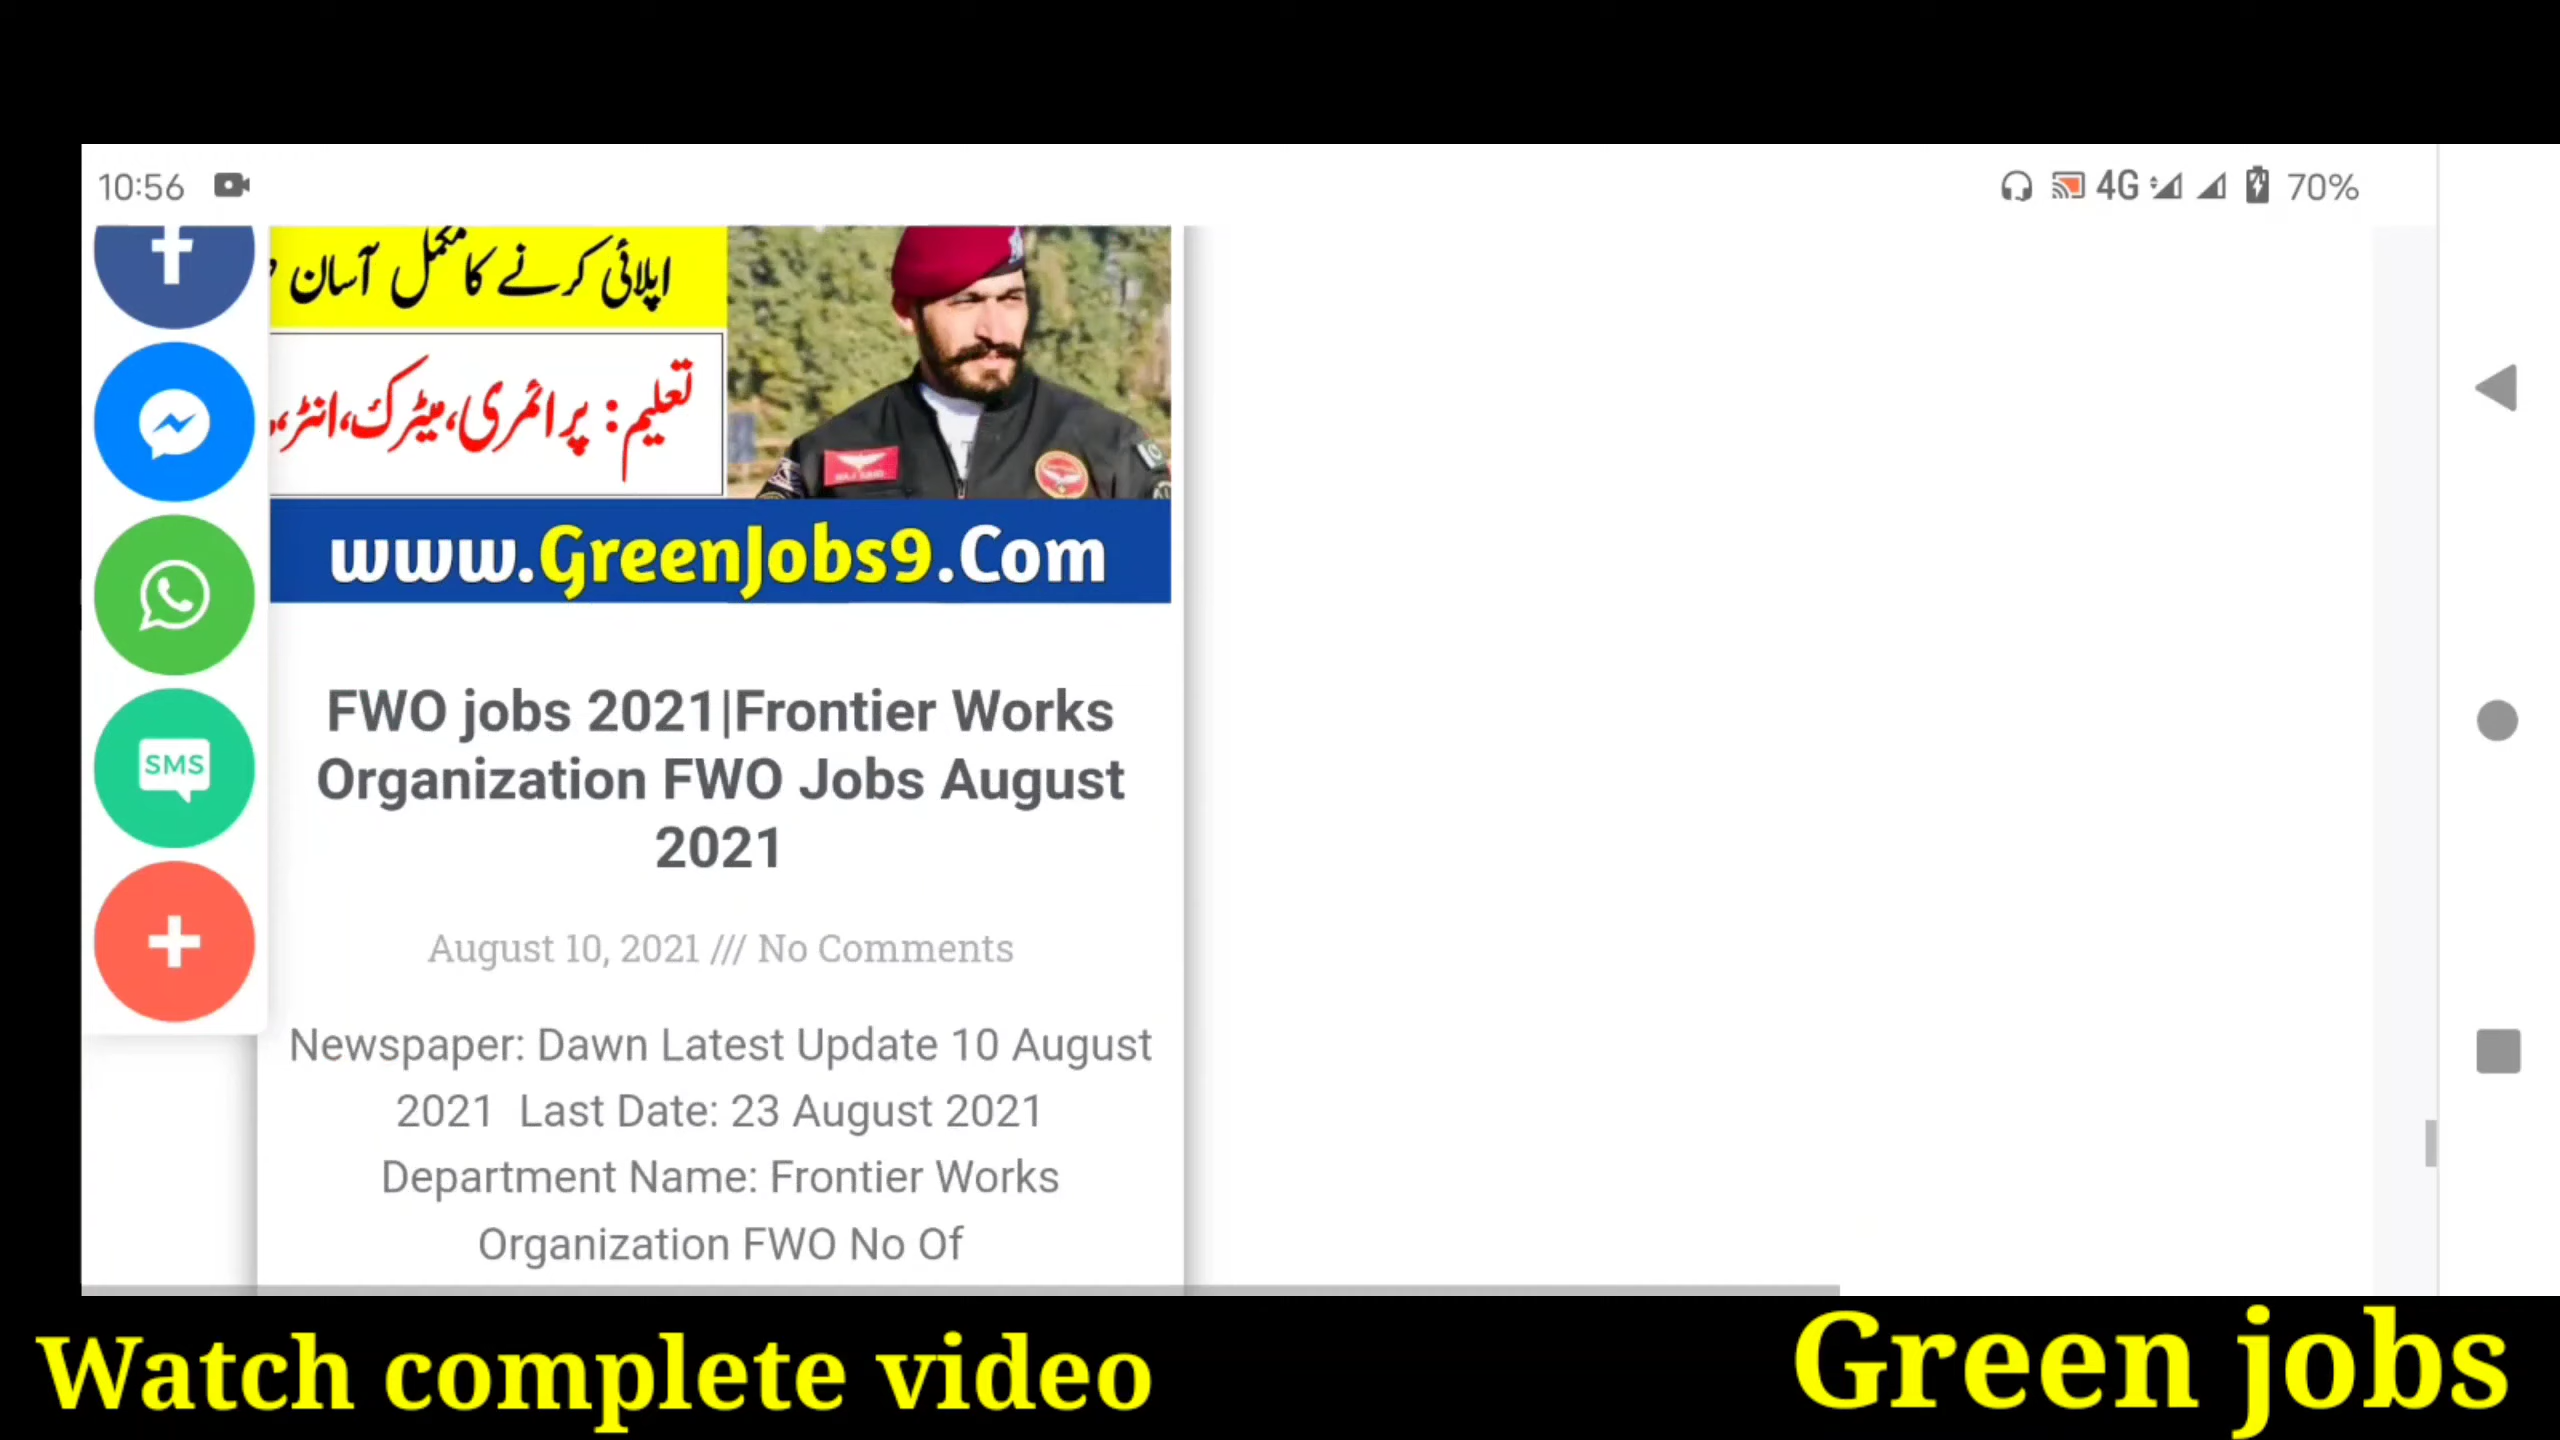 10:56
4G 70%
اپلائی کرنے کا مکمل آسان
تعلیم: پرائمری،میٹرک،انٹر،
www.GreenJobs9.Com
SMS
FWO jobs 2021|Frontier Works
Organization FWO Jobs August
2021
August 10, 2021 /// No Comments
Newspaper: Dawn Latest Update 10 August
2021 Last Date: 23 August 2021
Department Name: Frontier Works
Organization FWO No Of
Watch complete video
Green jobs